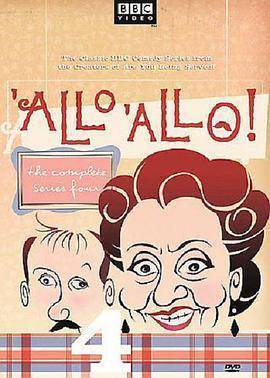 BBC
VIDEO
The Classic BBC Comedy Series from
the Creators of Are You Being Served?
'ALLO 'ALLO!
the complete
series four
4
DVD